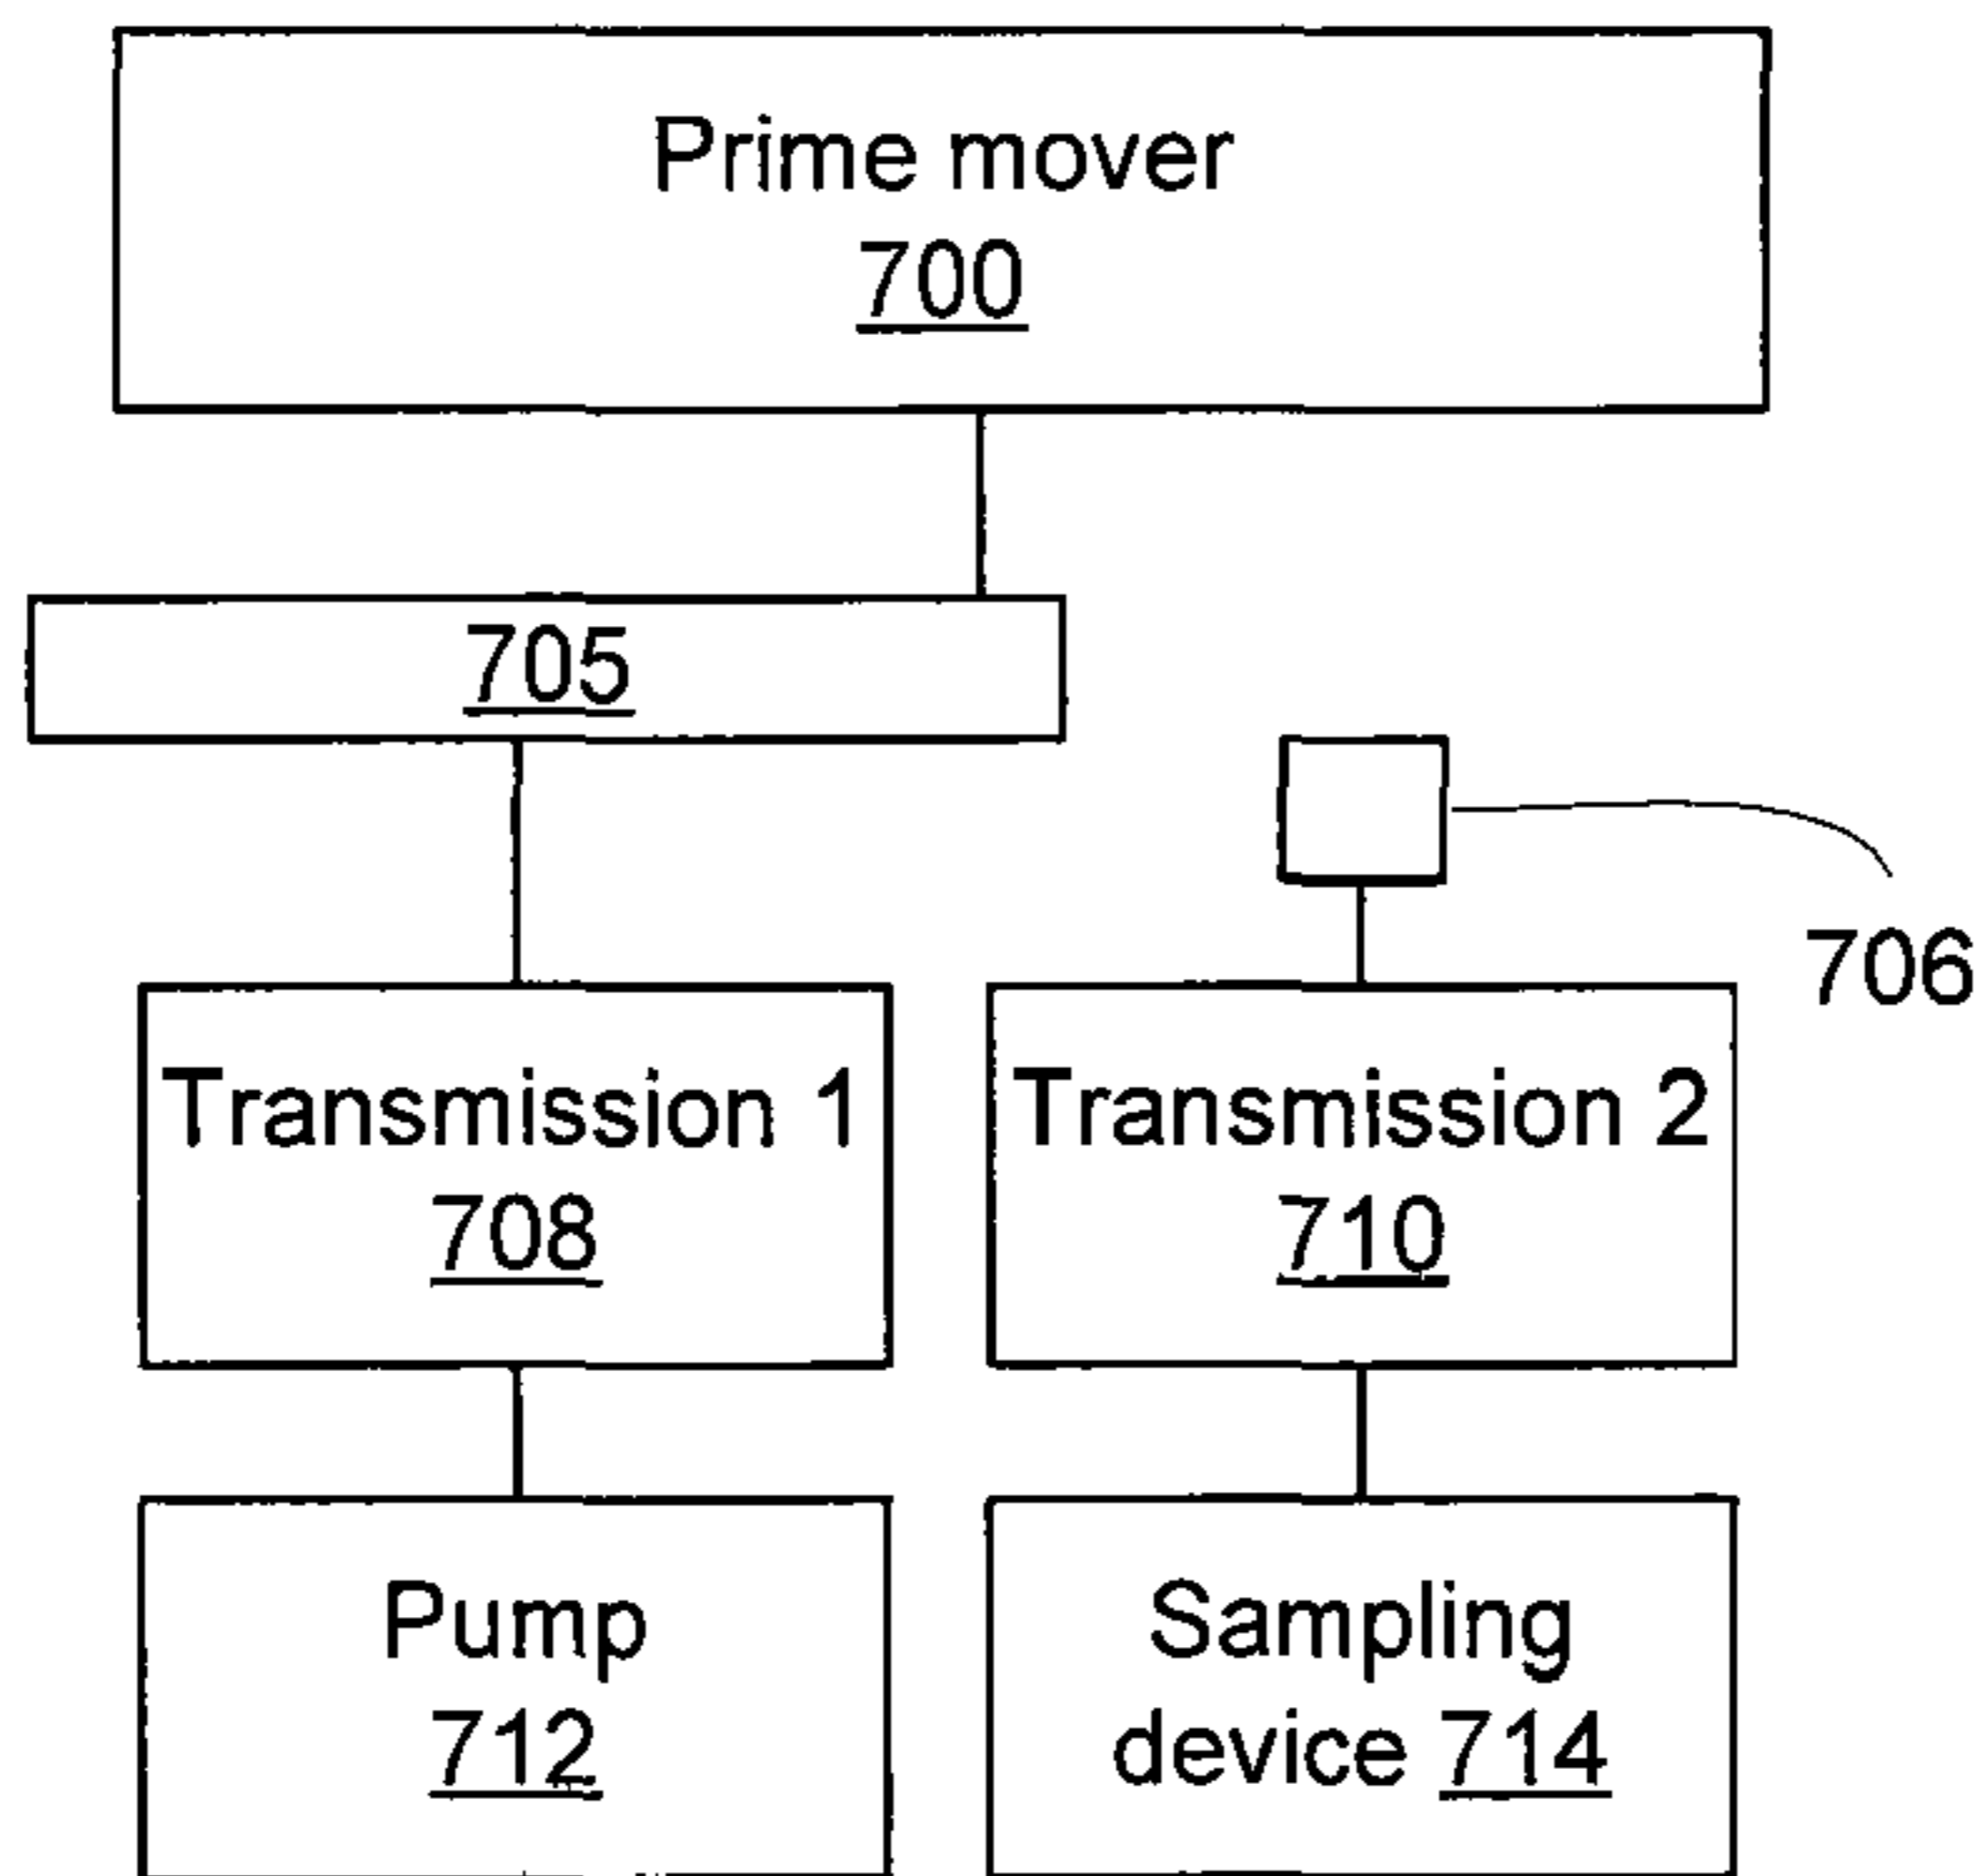 Prime mover
700
705
706
Transmission 1
708
Transmission 2
710
Pump
712
Sampling
device 714